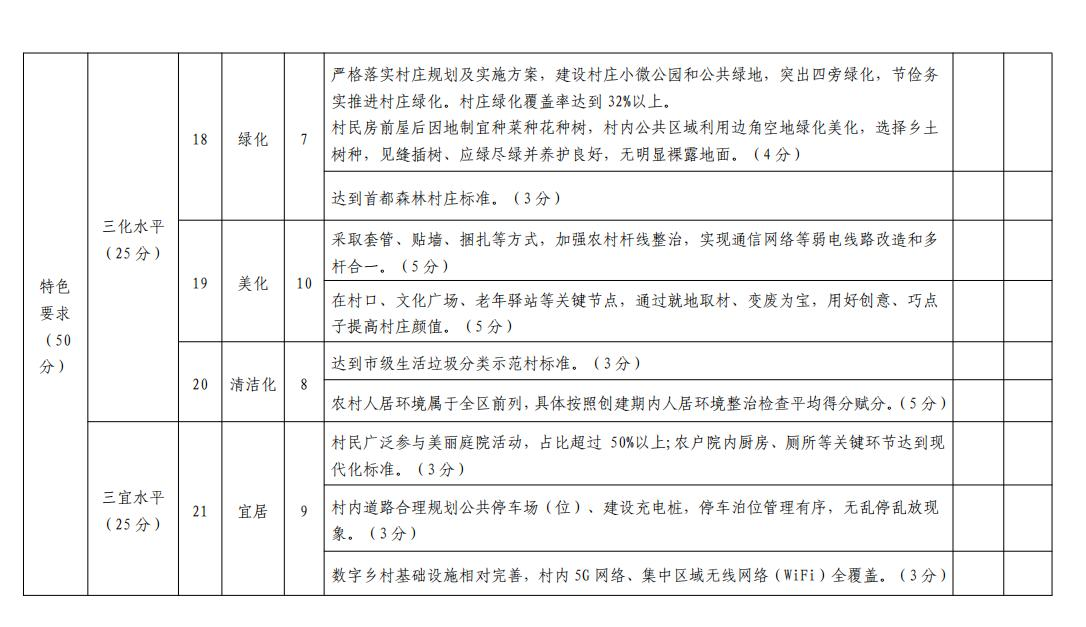 特色
要求
（50
分）
三化水平
（25分）
18
绿化
7
严格落实村庄规划及实施方案，建设村庄小微公园和公共绿地，突出四旁绿化，节俭务
实推进村庄绿化。村庄绿化覆盖率达到32%以上。
村民房前屋后因地制宜种菜种花种树，村内公共区域利用边角空地绿化美化，选择乡土
树种，见缝插树、应绿尽绿并养护良好，无明显裸露地面。（4分）
达到首都森林村庄标准。（3分）
19
美化
10
采取套管、贴墙、捆扎等方式，加强农村杆线整治，实现通信网络等弱电线路改造和多
杆合一。（5分）
在村口、文化广场、老年驿站等关键节点，通过就地取材、变废为宝，用好创意、巧点
子提高村庄颜值。（5分）
20
清洁化
8
达到市级生活垃圾分类示范村标准。（3分）
农村人居环境属于全区前列，具体按照创建期内人居环境整治检查平均得分赋分。（5分）
三宜水平
（25分）
21
宜居
9
村民广泛参与美丽庭院活动，占比超过 50%以上；农户院内厨房、厕所等关键环节达到现
代化标准。（3分）
村内道路合理规划公共停车场（位）、建设充电桩，停车泊位管理有序，无乱停乱放现
象。（3分）
数字乡村基础设施相对完善，村内5G网络、集中区域无线网络（WiFi）全覆盖。（3分）